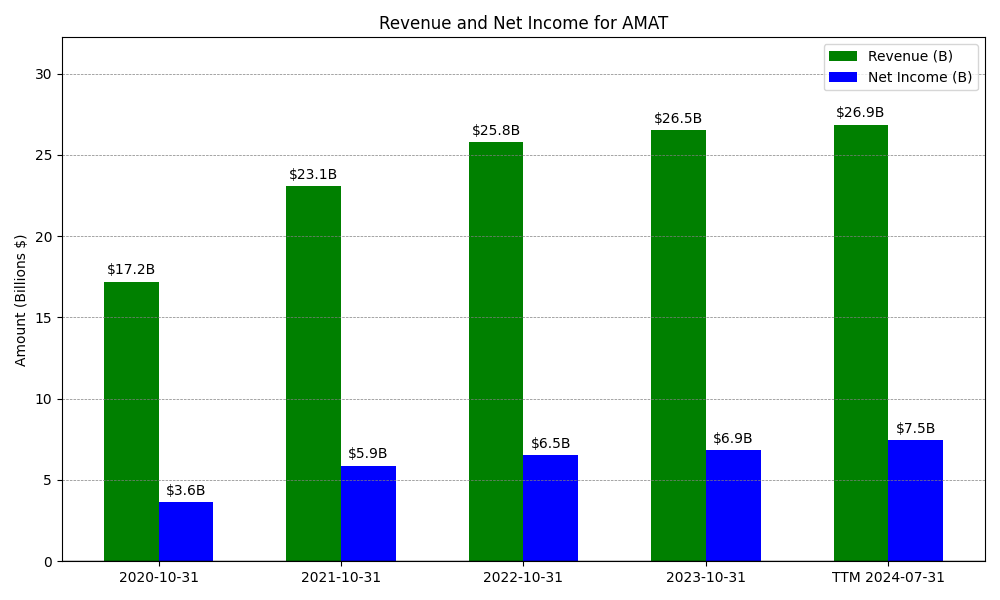 Revenue and Net Income for AMAT
Revenue (B)
Net Income (B)
Amount (Billions $)
30
25
20
15
10
5
0
$17.2B
$3.6B
$23.1B
$5.9B
$25.8B
$6.5B
$26.5B
$6.9B
$26.9B
$7.5B
2020-10-31
2021-10-31
2022-10-31
2023-10-31
TTM 2024-07-31